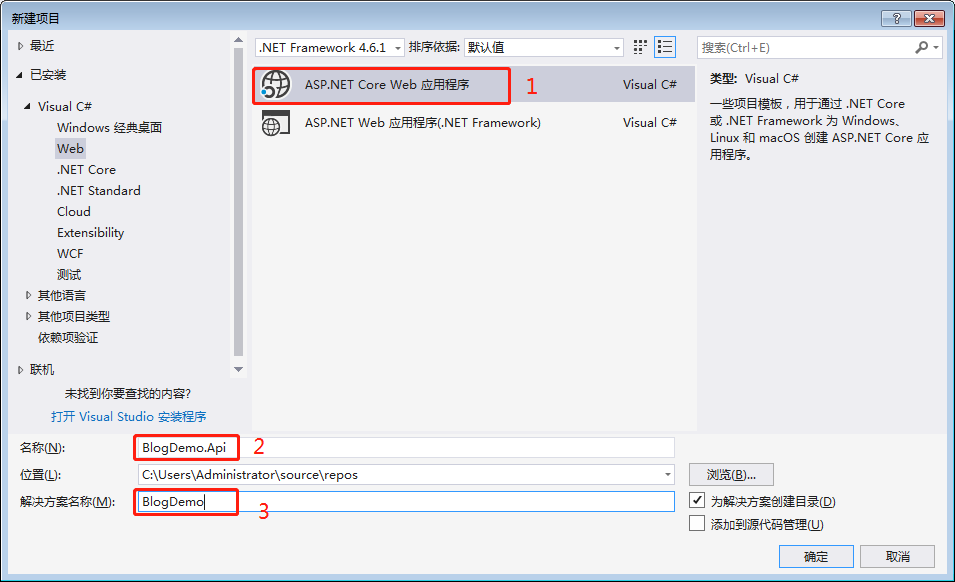 新建项目
最近
已安装
Visual C#
Windows 经典桌面
Web
.NET Core
.NET Standard
Cloud
Extensibility
WCF
测试
其他语言
其他项目类型
依赖项验证
联机
未找到你要查找的内容?
打开 Visual Studio 安装程序
.NET Framework 4.6.1 排序依据: 默认值
ASP.NET Core Web 应用程序 1 Visual C#
ASP.NET Web 应用程序(.NET Framework) Visual C#
搜索(Ctrl+E)
类型: Visual C#
一些项目模板，用于通过 .NET Core
或 .NET Framework 为 Windows、
Linux 和 macOS 创建 ASP.NET Core 应
用程序。
名称(N): BlogDemo.Api 2
位置(L): C:\Users\Administrator\source\repos 浏览(B)...
解决方案名称(M): BlogDemo 3
为解决方案创建目录(D)
添加到源代码管理(U)
确定 取消